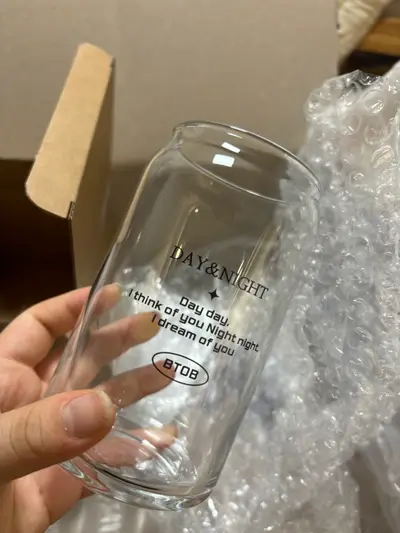 DAY&NIGHT
Day day,
I think of you Night night,
I dream of you
BTOB